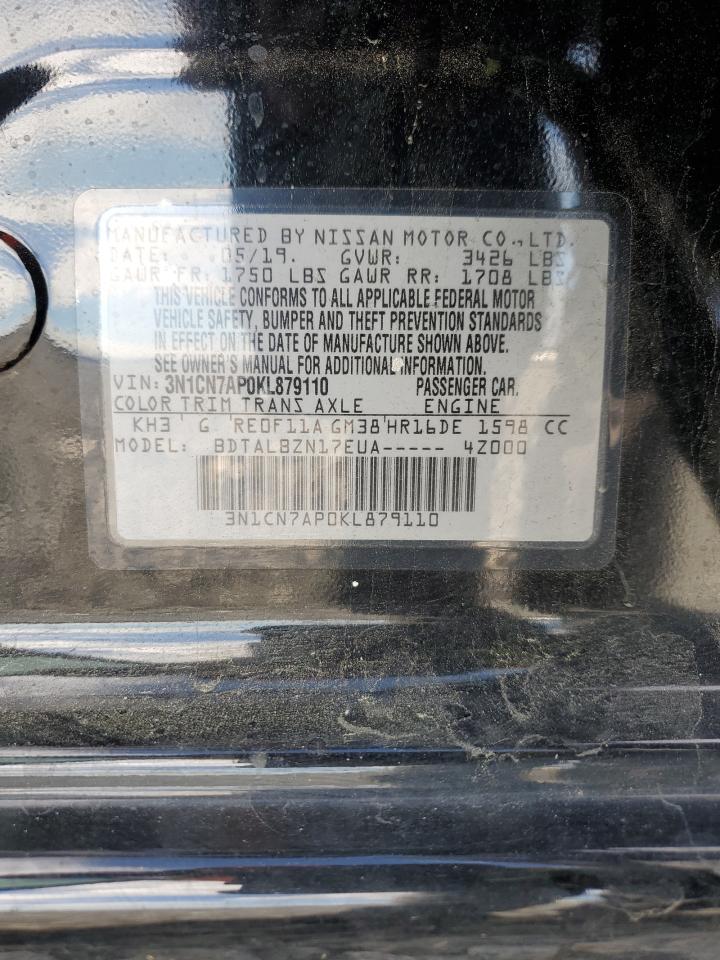 MANUFACTURED BY NISSAN MOTOR CO., LTD.
DATE: 05/19. GVWR: 3426 LBS
GAWR FR: 1750 LBS GAWR RR: 1708 LBS
THIS VEHICLE CONFORMS TO ALL APPLICABLE FEDERAL MOTOR
VEHICLE SAFETY, BUMPER AND THEFT PREVENTION STANDARDS
IN EFFECT ON THE DATE OF MANUFACTURE SHOWN ABOVE.
SEE OWNER'S MANUAL FOR ADDITIONAL INFORMATION.
VIN: 3N1CN7AP0KL879110 PASSENGER CAR.
COLOR TRIM TRANS AXLE ENGINE
KH3 G RE0F11A GM38 HR16DE 1598 CC
MODEL: BDTALBZN17EUA----- 4Z000
3N1CN7AP0KL879110